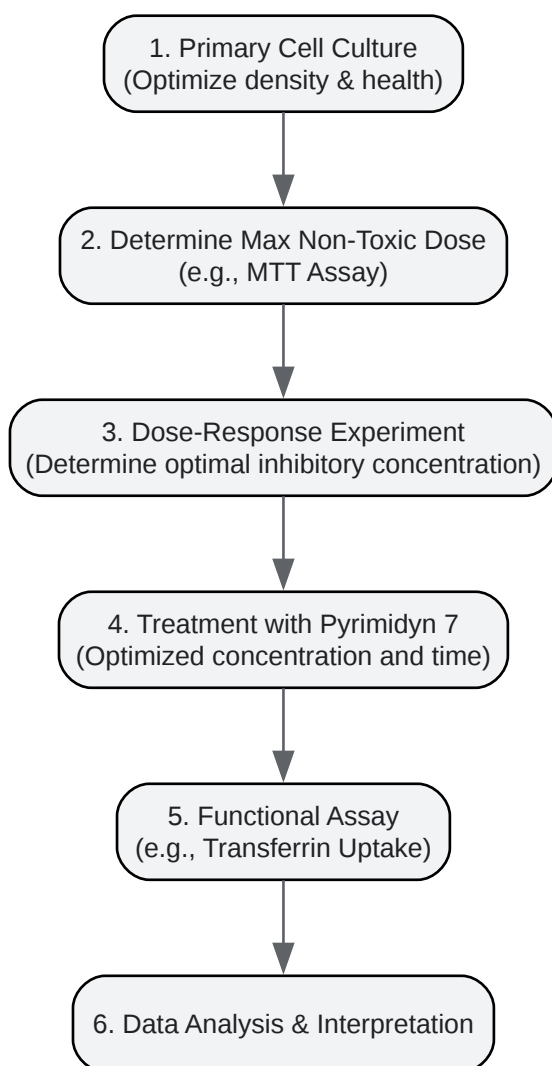 1. Primary Cell Culture
(Optimize density & health)
2. Determine Max Non-Toxic Dose
(e.g., MTT Assay)
3. Dose-Response Experiment
(Determine optimal inhibitory concentration)
4. Treatment with Pyrimidyn 7
(Optimized concentration and time)
5. Functional Assay
(e.g., Transferrin Uptake)
6. Data Analysis & Interpretation